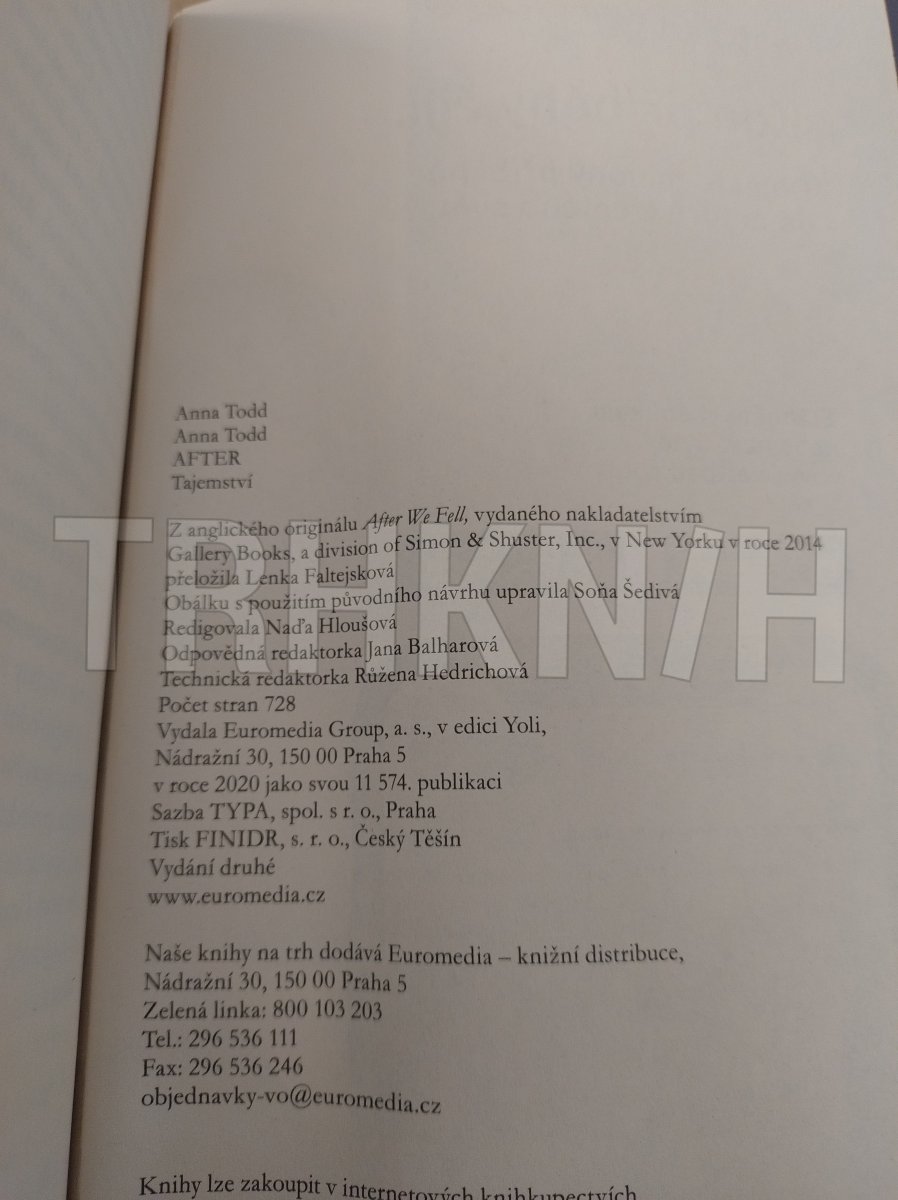 Anna Todd
Anna Todd
AFTER
Tajemství
Z anglického originálu After We Fell, vydaného nakladatelstvím
Gallery Books, a division of Simon & Shuster, Inc., v New Yorku v roce 2014
přeložila Lenka Faltejsková
Obálku s použitím původního návrhu upravila Soňa Šedivá
Redigovala Naďa Hloušová
Odpovědná redaktorka Jana Balharová
Technická redaktorka Růžena Hedrichová
Počet stran 728
Vydala Euromedia Group, a. s., v edici Yoli,
Nádražní 30, 150 00 Praha 5
v roce 2020 jako svou 11 574. publikaci
Sazba TYPA, spol. s r. o., Praha
Tisk FINIDR, s. r. o., Český Těšín
Vydání druhé
www.euromedia.cz
Naše knihy na trh dodává Euromedia – knižní distribuce,
Nádražní 30, 150 00 Praha 5
Zelená linka: 800 103 203
Tel.: 296 536 111
Fax: 296 536 246
objednavky-vo@euromedia.cz
Knihy lze zakoupit v internetových knihkupectvích
TRHKN/H